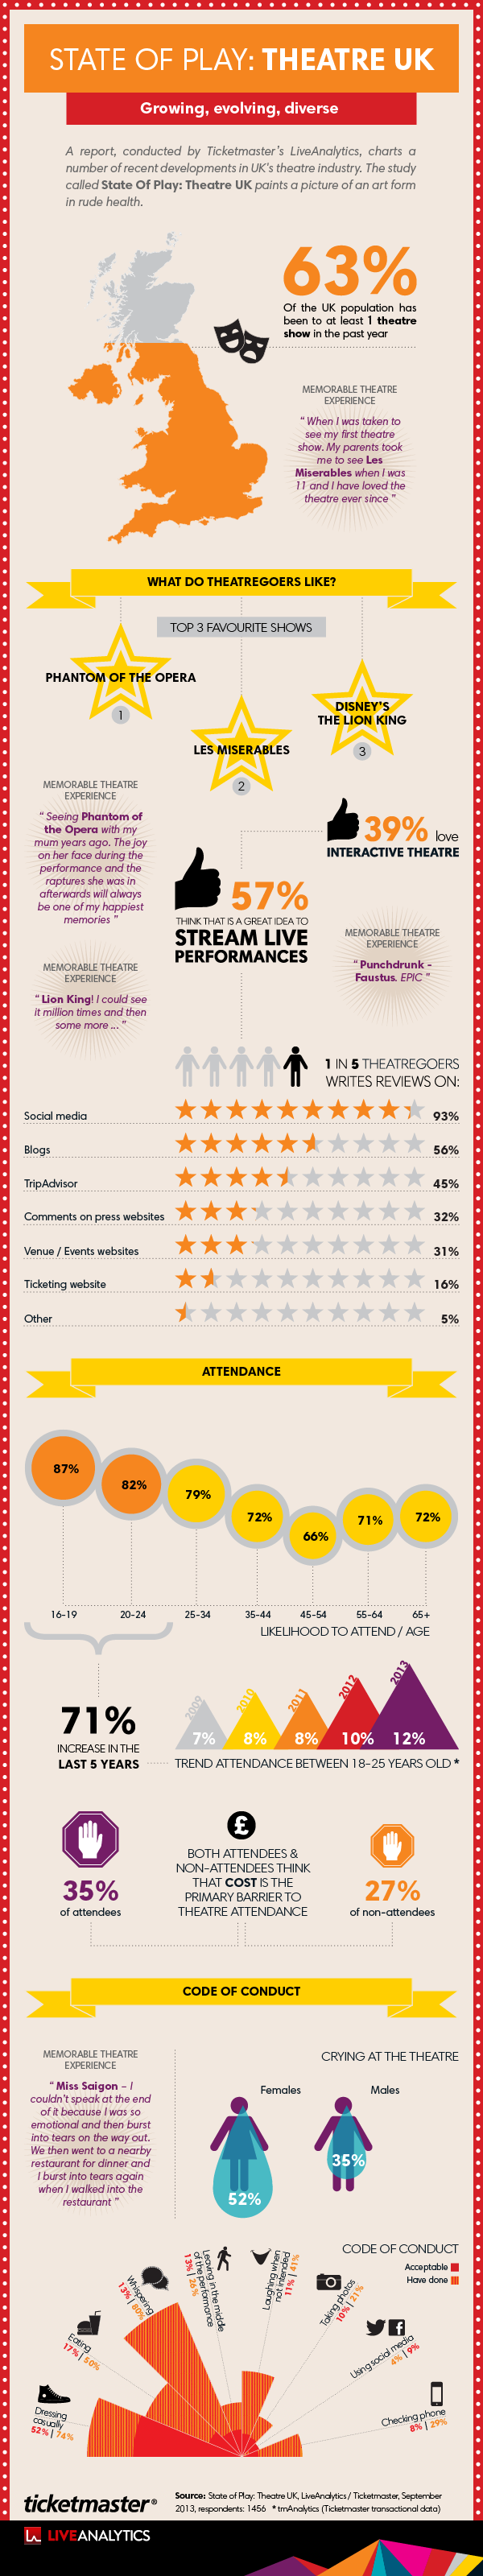 STATE OF PLAY: THEATRE UK
Growing, evolving, diverse
A report, conducted by Ticketmaster's LiveAnalytics, charts a
number of recent developments in UK's theatre industry. The study
called State Of Play: Theatre UK paints a picture of an art form
in rude health.
63%
Of the UK population has
been to at least 1 theatre
show in the past year
MEMORABLE THEATRE
EXPERIENCE
" When I was taken to
see my first theatre
show. My parents took
me to see Les
Miserables when I was
11 and I have loved the
theatre ever since "
WHAT DO THEATREGOERS LIKE?
TOP 3 FAVOURITE SHOWS
PHANTOM OF THE OPERA
1
LES MISERABLES
2
DISNEY'S
THE LION KING
3
MEMORABLE THEATRE
EXPERIENCE
" Seeing Phantom of
the Opera with my
mum years ago. The joy
on her face during the
performance and the
raptures she was in
afterwards will always
be one of my happiest
memories "
39% love
INTERACTIVE THEATRE
57%
THINK THAT IS A GREAT IDEA TO
STREAM LIVE
PERFORMANCES
MEMORABLE THEATRE
EXPERIENCE
" Punchdrunk -
Faustus. EPIC "
MEMORABLE THEATRE
EXPERIENCE
" Lion King! I could see
it million times and then
some more ... "
1 IN 5 THEATREGOERS
WRITES REVIEWS ON:
Social media 93%
Blogs 56%
TripAdvisor 45%
Comments on press websites 32%
Venue / Events websites 31%
Ticketing website 16%
Other 5%
ATTENDANCE
87%
82%
79%
72%
66%
71%
72%
16-19 20-24 25-34 35-44 45-54 55-64 65+
LIKELIHOOD TO ATTEND / AGE
71%
INCREASE IN THE
LAST 5 YEARS
2009 2010 2011 2012 2013
7% 8% 8% 10% 12%
TREND ATTENDANCE BETWEEN 18-25 YEARS OLD *
35%
of attendees
£
BOTH ATTENDEES &
NON-ATTENDEES THINK
THAT COST IS THE
PRIMARY BARRIER TO
THEATRE ATTENDANCE
27%
of non-attendees
CODE OF CONDUCT
MEMORABLE THEATRE
EXPERIENCE
" Miss Saigon – I
couldn't speak at the end
of it because I was so
emotional and then burst
into tears on the way out.
We then went to a nearby
restaurant for dinner and
I burst into tears again
when I walked into the
restaurant "
CRYING AT THE THEATRE
Females
52%
Males
35%
CODE OF CONDUCT
Acceptable
Have done
Dressing
casually
52% | 74%
Eating
17% | 50%
Whispering
13% | 80%
Leaving in the middle
of the performance
13% | 26%
Laughing when
not intended
11% | 41%
Taking photos
10% | 21%
Using social media
4% | 9%
Checking phone
8% | 29%
ticketmaster®
Source: State of Play: Theatre UK, LiveAnalytics / Ticketmaster, September
2013, respondents: 1456 * tmAnalytics (Ticketmaster transactional data)
LIVEANALYTICS